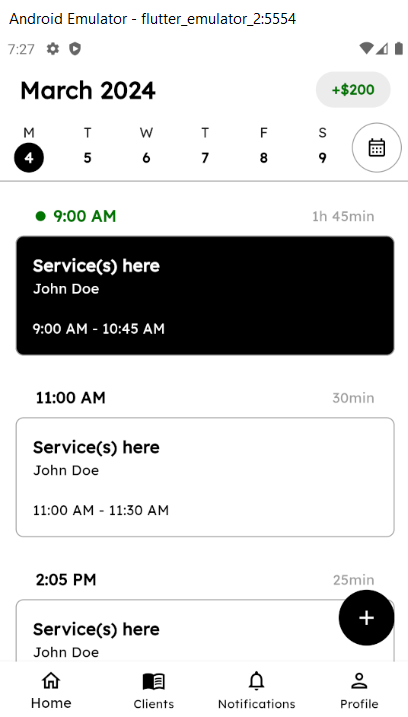 Android Emulator - flutter_emulator_2:5554
7:27
March 2024
+$200
M T W T F S
4 5 6 7 8 9
9:00 AM 1h 45min
Service(s) here
John Doe
9:00 AM - 10:45 AM
11:00 AM 30min
Service(s) here
John Doe
11:00 AM - 11:30 AM
2:05 PM 25min
Service(s) here
John Doe
+
Home Clients Notifications Profile